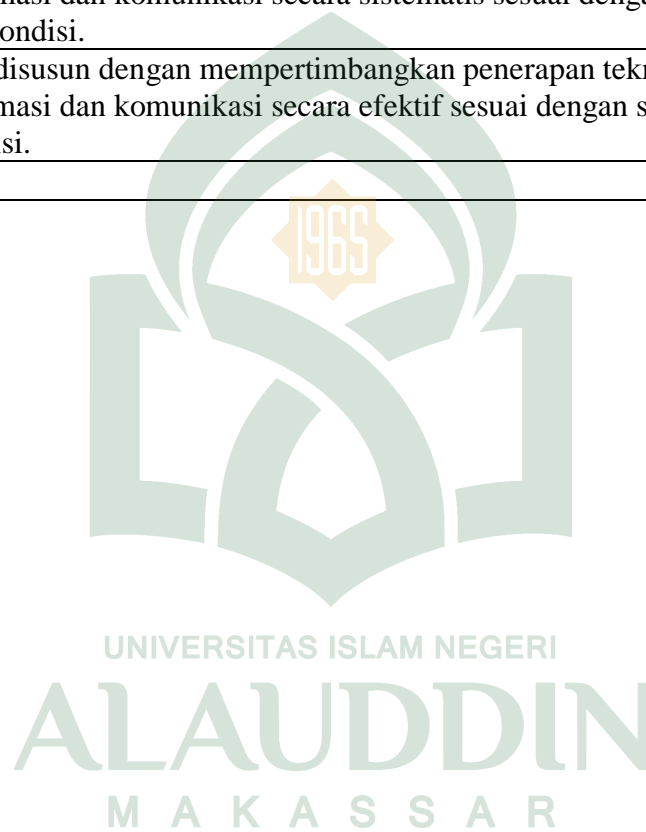 masi dan komunikasi secara sistematis sesuai denga
ondisi.
disusun dengan mempertimbangkan penerapan tekn
masi dan komunikasi secara efektif sesuai dengan s
si.
1965
UNIVERSITAS ISLAM NEGERI
ALAUDDIN
MAKASSAR